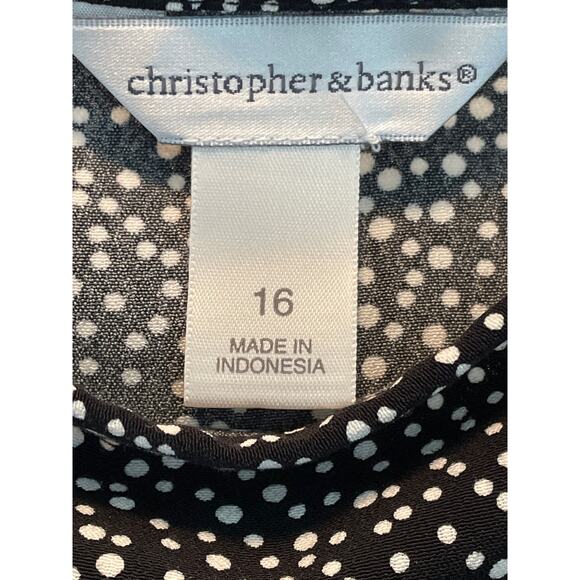 christopher & banks®
16
MADE IN
INDONESIA